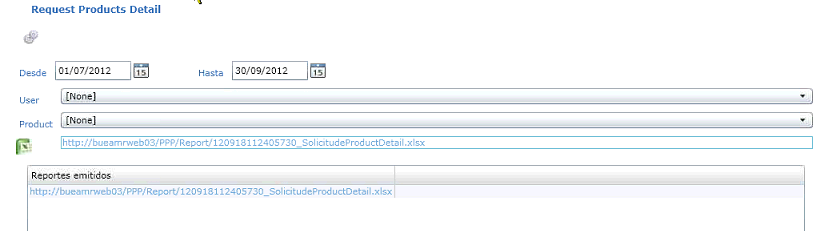 Request Products Detail
Desde 01/07/2012 15 Hasta 30/09/2012 15
User [None]
Product [None]
http://bueamrweb03/PPP/Report/120918112405730_SolicitudeProductDetail.xlsx
Reportes emitidos
http://bueamrweb03/PPP/Report/120918112405730_SolicitudeProductDetail.xlsx